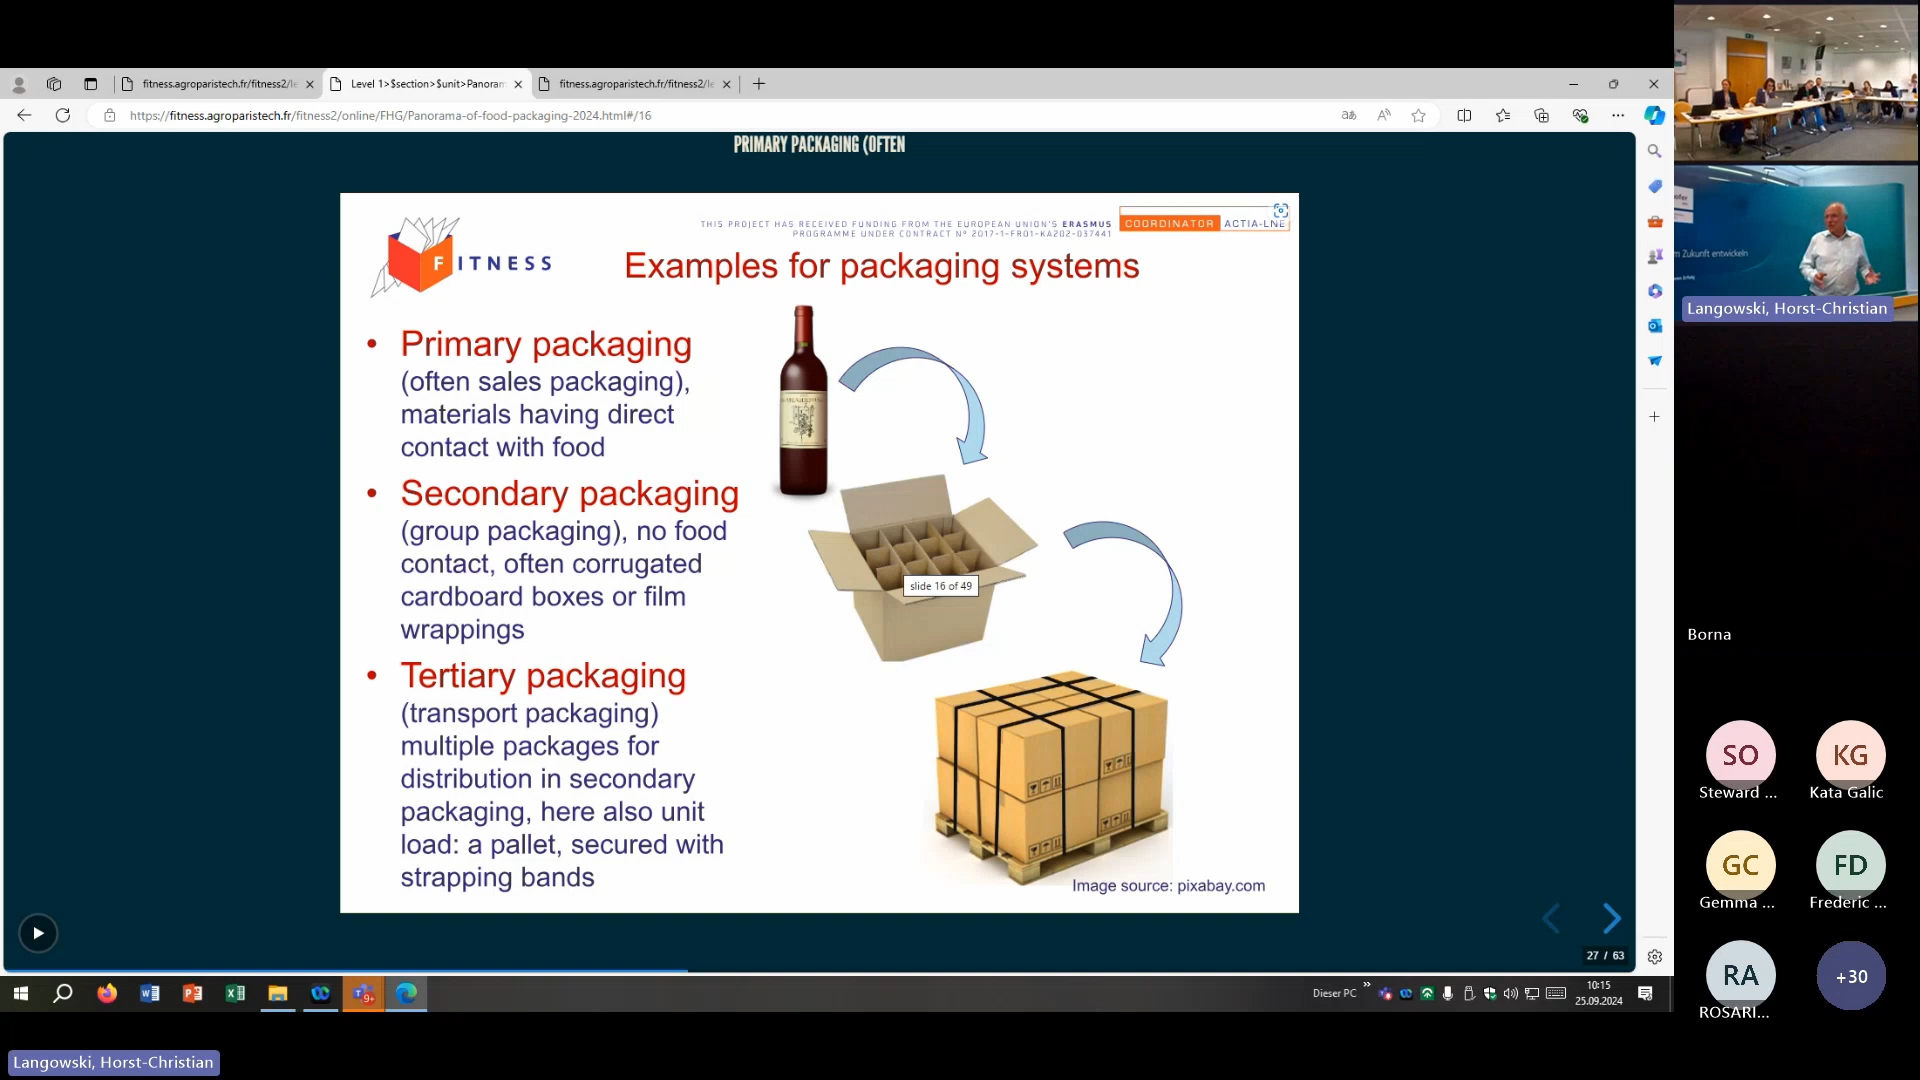 fitness.agroparistech.fr/fitness2/le
Level 1>$section>$unit>Panoram
fitness.agroparistech.fr/fitness2/le
https://fitness.agroparistech.fr/fitness2/online/FHG/Panorama-of-food-packaging-2024.html#/16
PRIMARY PACKAGING (OFTEN
THIS PROJECT HAS RECEIVED FUNDING FROM THE EUROPEAN UNION'S ERASMUS
PROGRAMME UNDER CONTRACT Nº 2017-1-FR01-KA202-037441
COORDINATOR ACTIA-LNE
FITNESS
Examples for packaging systems
• Primary packaging
(often sales packaging),
materials having direct
contact with food
• Secondary packaging
(group packaging), no food
contact, often corrugated
cardboard boxes or film
wrappings
• Tertiary packaging
(transport packaging)
multiple packages for
distribution in secondary
packaging, here also unit
load: a pallet, secured with
strapping bands
slide 16 of 49
Image source: pixabay.com
27 / 63
Dieser PC
10:15
25.09.2024
9+
Zukunft entwickeln
Langowski, Horst-Christian
Borna
SO
Steward ...
KG
Kata Galic
GC
Gemma ...
FD
Frederic ...
RA
ROSARI...
+30
Langowski, Horst-Christian